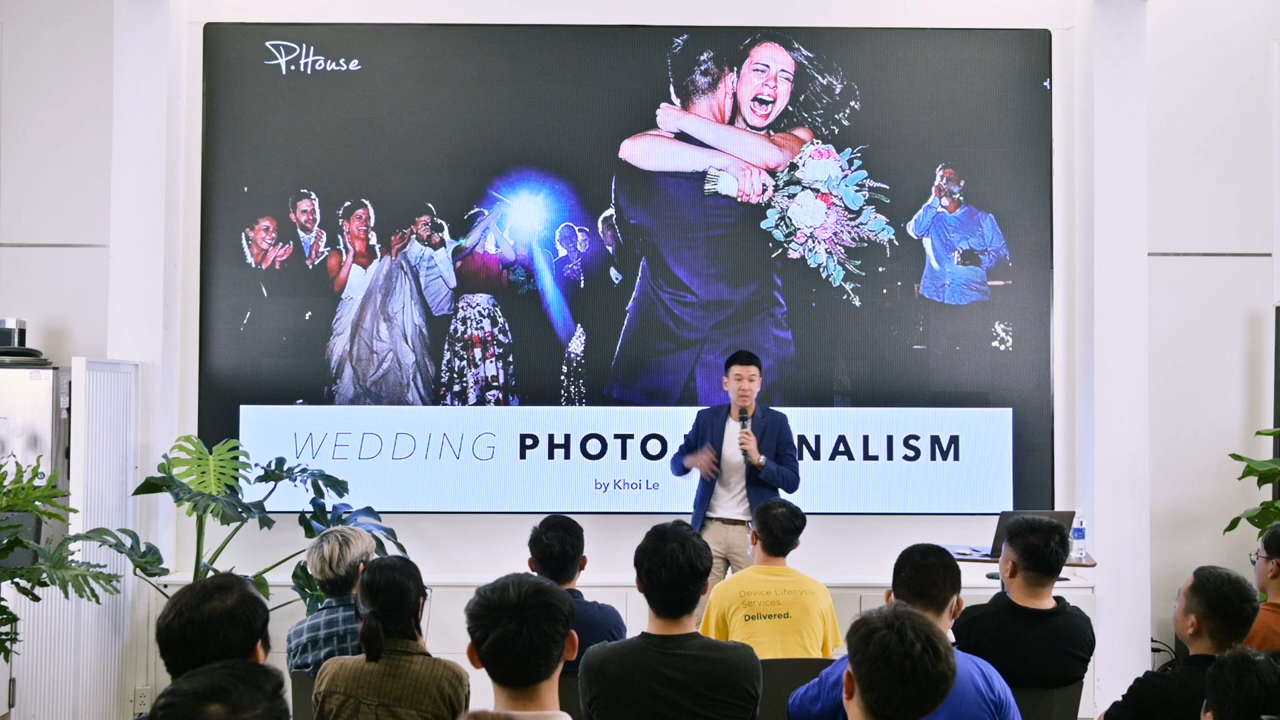 P.House
WEDDING PHOTO NALISM
by Khoi Le
Device Lifecycle
Services.
Delivered.